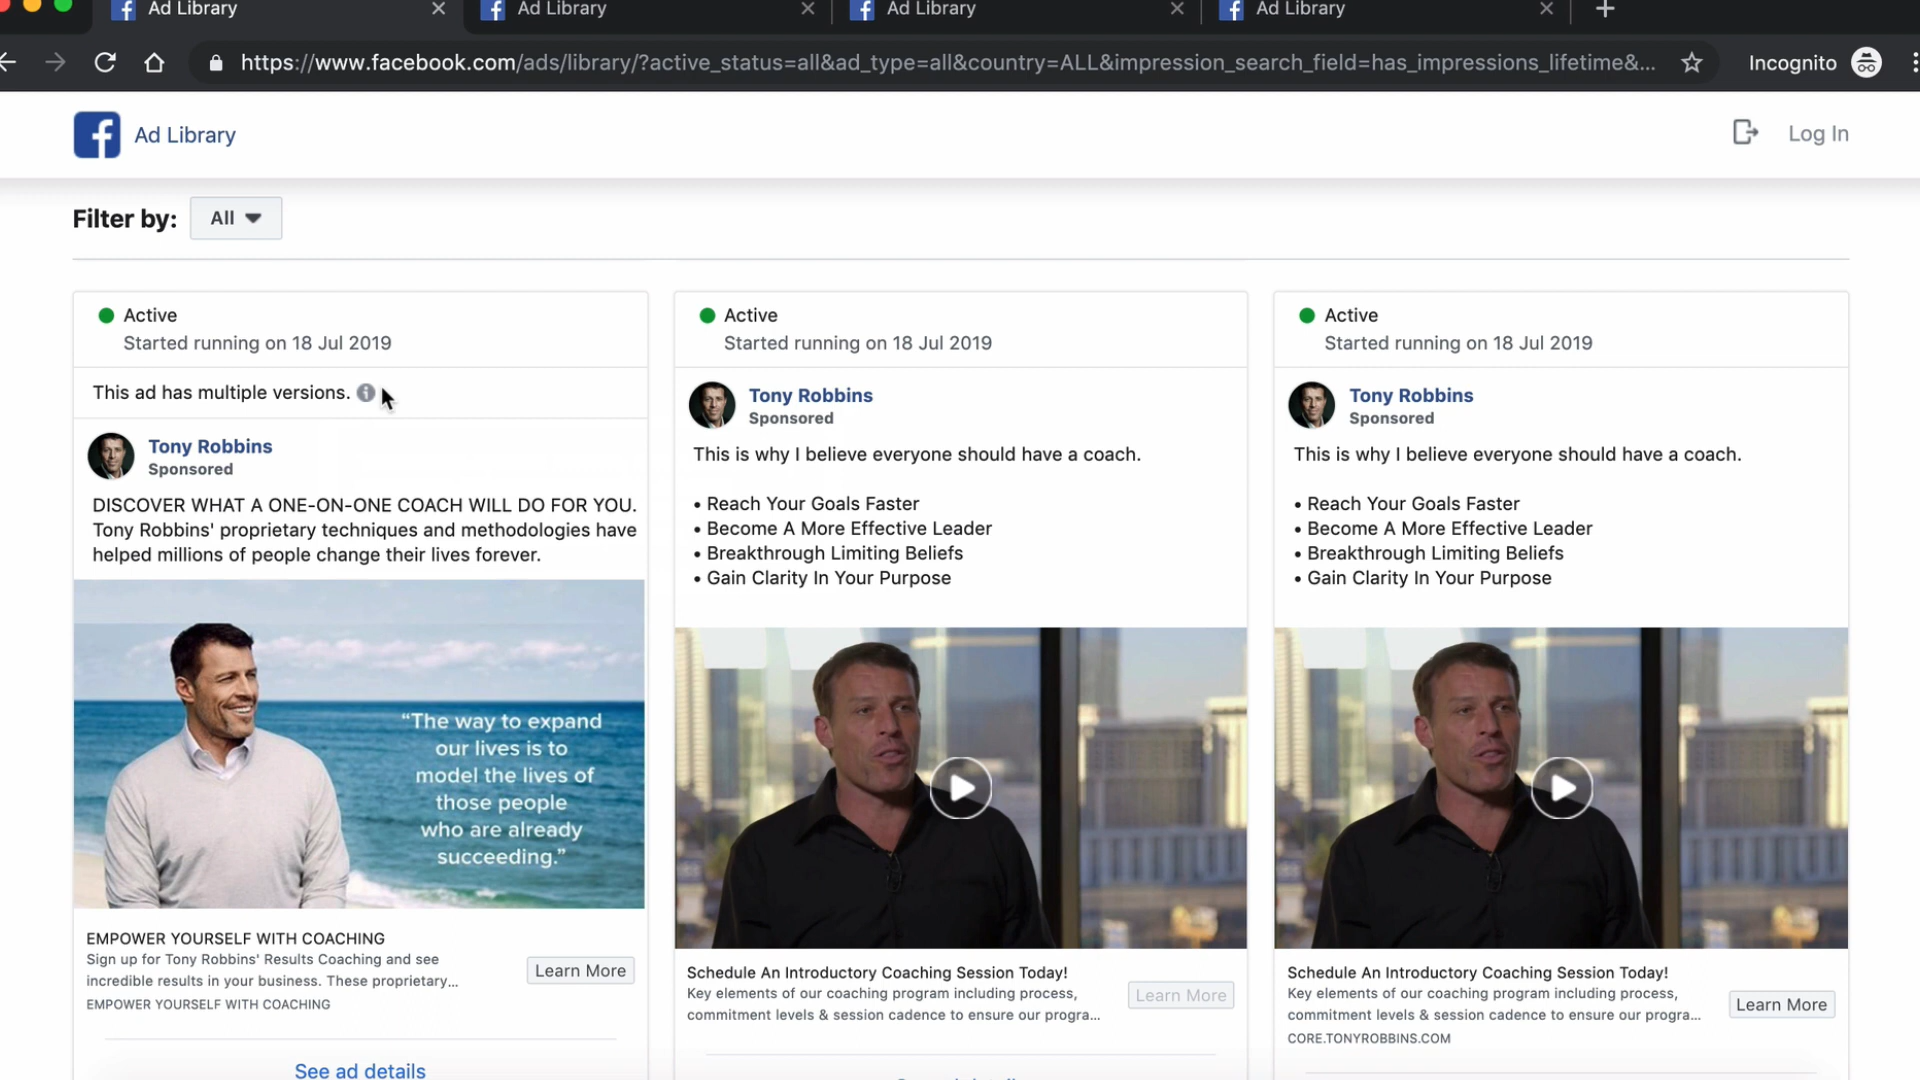 Ad Library
Ad Library
Ad Library
Ad Library
https://www.facebook.com/ads/library/?active_status=all&ad_type=all&country=ALL&impression_search_field=has_impressions_lifetime&...
Incognito
Ad Library
Log In
Filter by:
All
Active
Started running on 18 Jul 2019
This ad has multiple versions.
Tony Robbins
Sponsored
DISCOVER WHAT A ONE-ON-ONE COACH WILL DO FOR YOU.
Tony Robbins' proprietary techniques and methodologies have
helped millions of people change their lives forever.
“The way to expand
our lives is to
model the lives of
those people
who are already
succeeding.”
EMPOWER YOURSELF WITH COACHING
Sign up for Tony Robbins' Results Coaching and see
incredible results in your business. These proprietary...
EMPOWER YOURSELF WITH COACHING
Learn More
See ad details
Active
Started running on 18 Jul 2019
Tony Robbins
Sponsored
This is why I believe everyone should have a coach.
• Reach Your Goals Faster
• Become A More Effective Leader
• Breakthrough Limiting Beliefs
• Gain Clarity In Your Purpose
Schedule An Introductory Coaching Session Today!
Key elements of our coaching program including process,
commitment levels & session cadence to ensure our progra...
Learn More
Active
Started running on 18 Jul 2019
Tony Robbins
Sponsored
This is why I believe everyone should have a coach.
• Reach Your Goals Faster
• Become A More Effective Leader
• Breakthrough Limiting Beliefs
• Gain Clarity In Your Purpose
Schedule An Introductory Coaching Session Today!
Key elements of our coaching program including process,
commitment levels & session cadence to ensure our progra...
CORE.TONYROBBINS.COM
Learn More